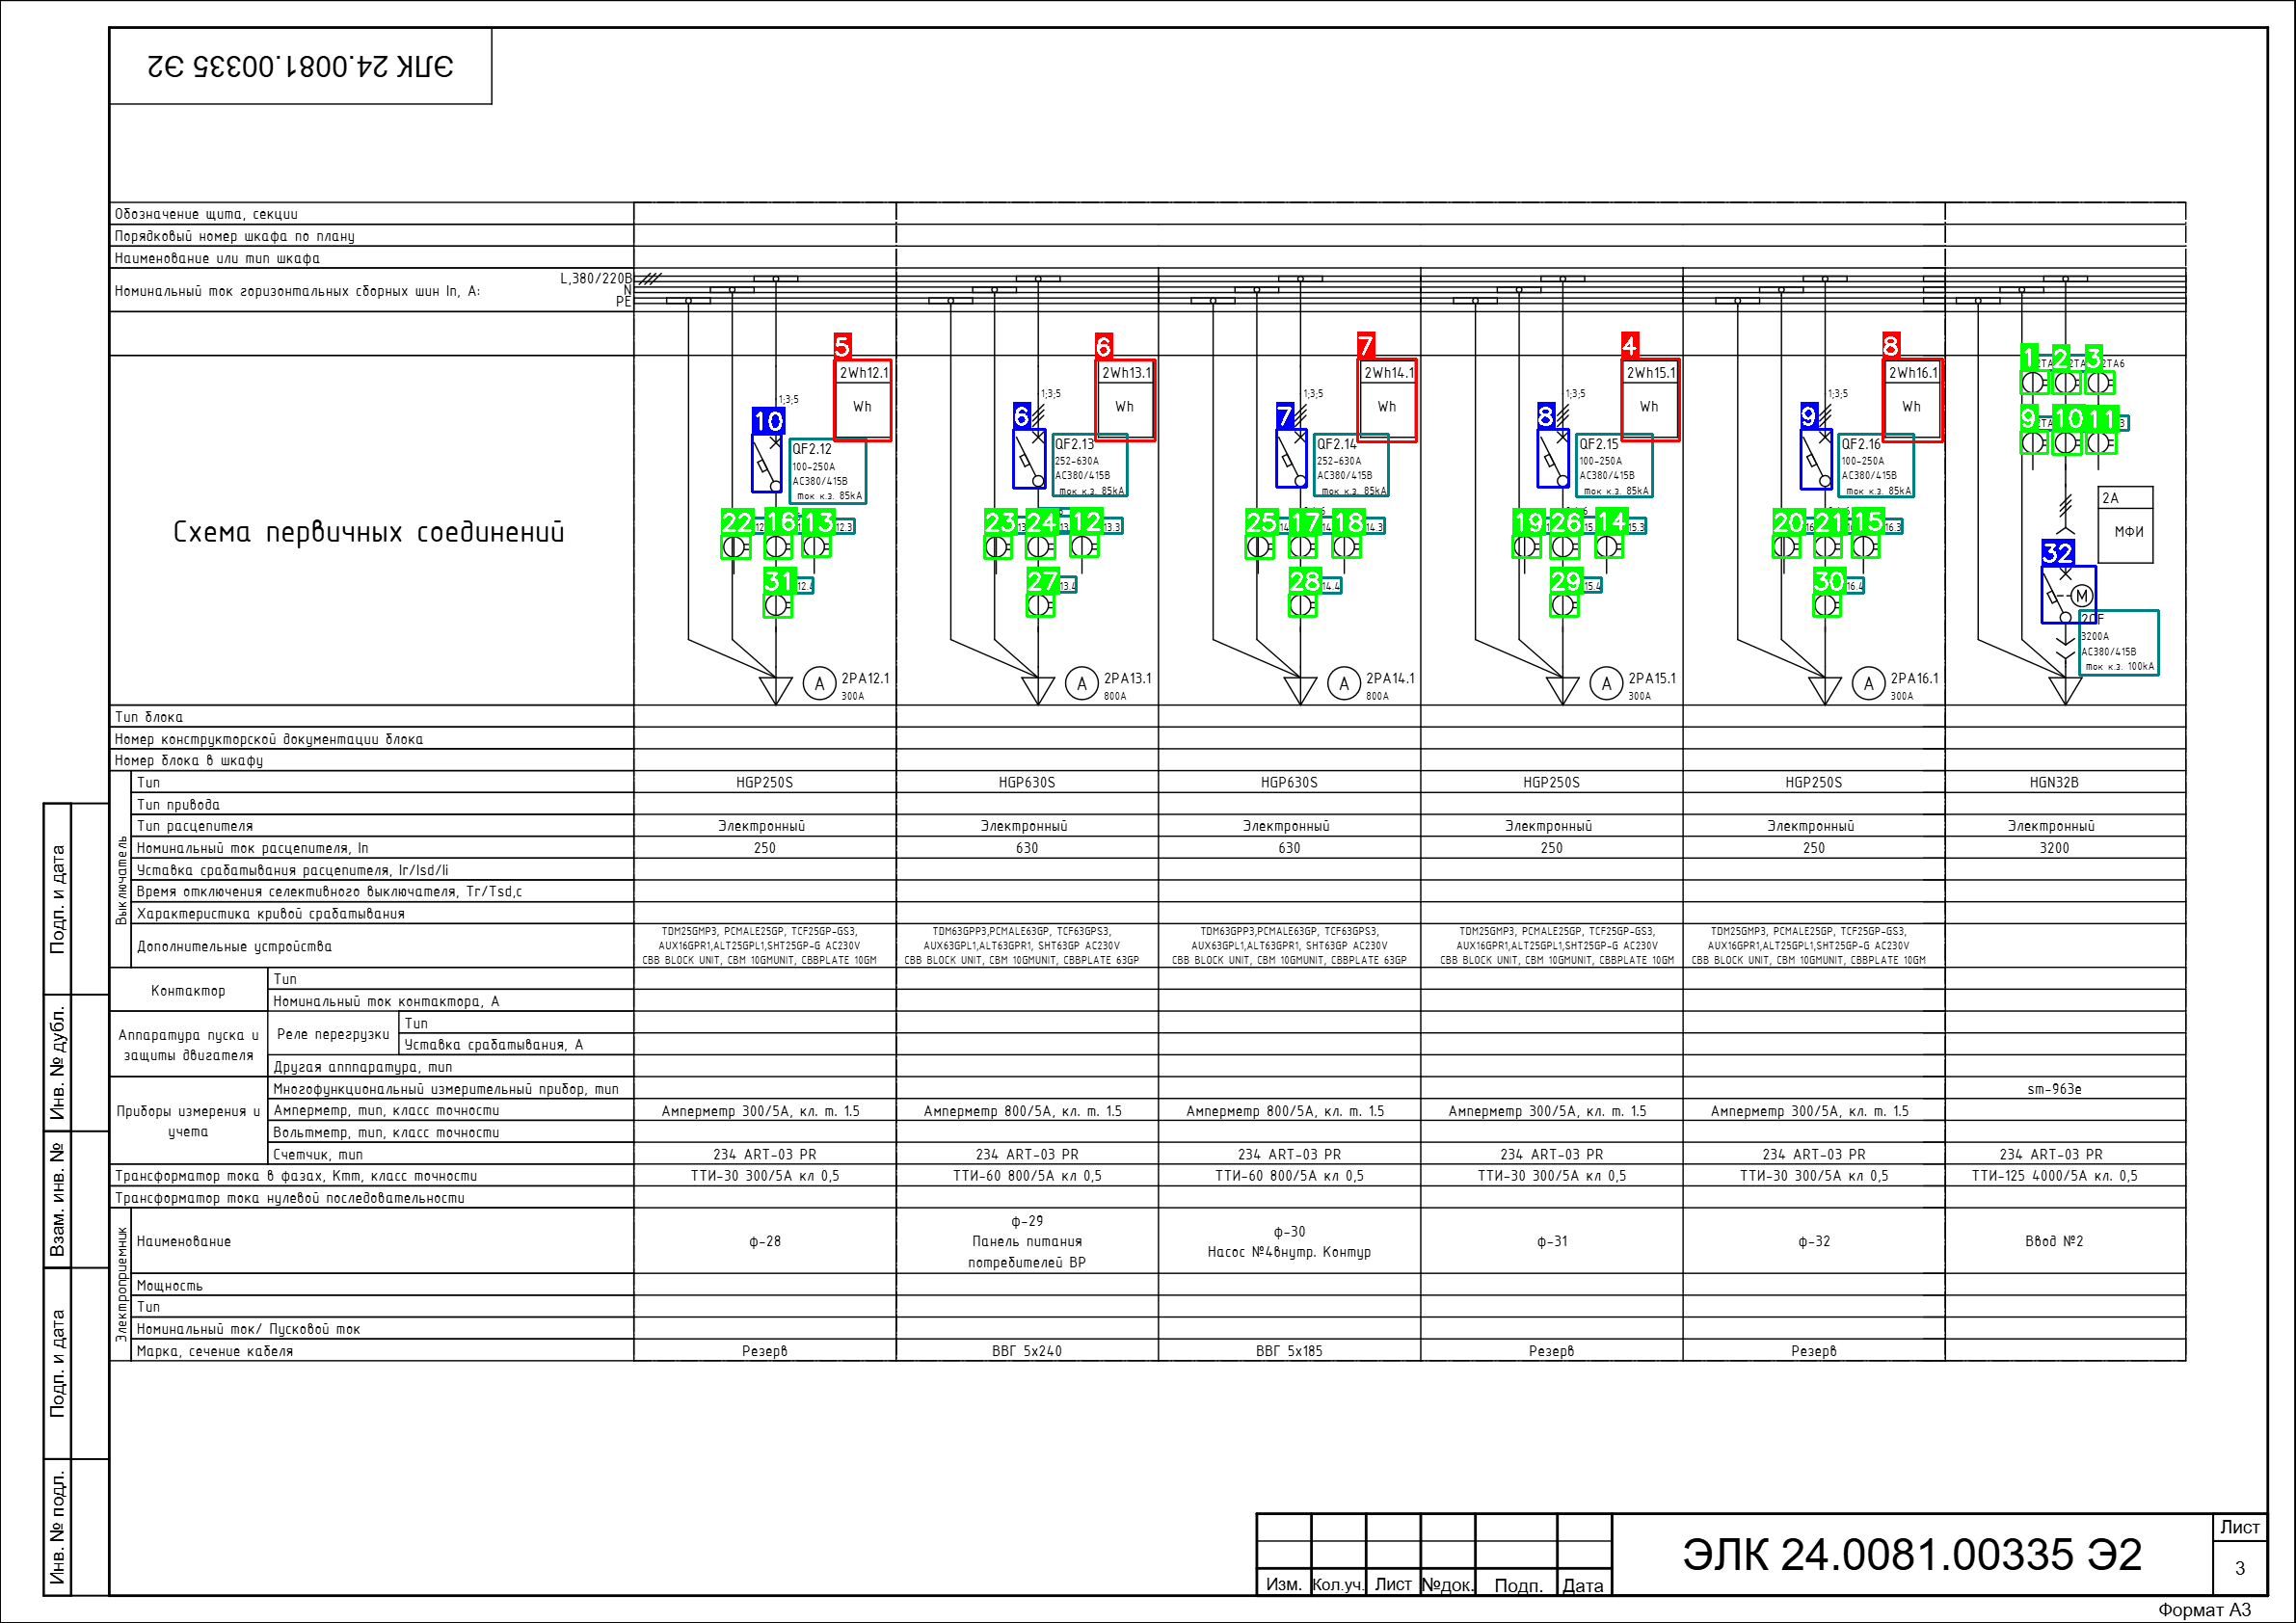 ЭЛК 24.0081.00335 Э2
Обозначение щита, секции
Порядковый номер шкафа по плану
Наименование или тип шкафа
Номинальный ток горизонтальных сборных шин In, А:
L,380/220В
N
PE
Схема первичных соединений
5
2Wh12.1
Wh
1;3;5
10
QF2.12
100-250А
АС380/415В
ток к.з. 85кА
22 16 13
12.3
31
12.4
А
2РА12.1
300А
6
2Wh13.1
Wh
1;3;5
6
QF2.13
252-630А
АС380/415В
ток к.з. 85кА
23 24 12
13.3
27
13.4
А
2РА13.1
800А
7
2Wh14.1
Wh
1;3;5
7
QF2.14
252-630А
АС380/415В
ток к.з. 85кА
25 17 18
14.3
28
14.4
А
2РА14.1
800А
4
2Wh15.1
Wh
1;3;5
8
QF2.15
100-250А
АС380/415В
ток к.з. 85кА
19 26 14
15.3
29
15.4
А
2РА15.1
300А
8
2Wh16.1
Wh
1;3;5
9
QF2.16
100-250А
АС380/415В
ток к.з. 85кА
20 21 15
16.3
30
16.4
А
2РА16.1
300А
1 2 3
9 10 11
2А
МФИ
32
М
2QF
3200А
АС380/415В
ток к.з. 100кА
Тип блока
Номер конструкторской документации блока
Номер блока в шкафу
Выключатель
Тип HGP250S HGP630S HGP630S HGP250S HGP250S HGN32B
Тип привода
Тип расцепителя Электронный Электронный Электронный Электронный Электронный Электронный
Номинальный ток расцепителя, In 250 630 630 250 250 3200
Уставка срабатывания расцепителя, Ir/Isd/Ii
Время отключения селективного выключателя, Tr/Tsd,c
Характеристика кривой срабатывания
Дополнительные устройства
TDM25GMP3, PCMALE25GP, TCF25GP-GS3,
AUX16GPR1,ALT25GPL1,SHT25GP-G AC230V
CBB BLOCK UNIT, CBM 10GMUNIT, CBBPLATE 10GM
TDM63GPP3,PCMALE63GP, TCF63GPS3,
AUX63GPL1,ALT63GPR1, SHT63GP AC230V
CBB BLOCK UNIT, CBM 10GMUNIT, CBBPLATE 63GP
TDM63GPP3,PCMALE63GP, TCF63GPS3,
AUX63GPL1,ALT63GPR1, SHT63GP AC230V
CBB BLOCK UNIT, CBM 10GMUNIT, CBBPLATE 63GP
TDM25GMP3, PCMALE25GP, TCF25GP-GS3,
AUX16GPR1,ALT25GPL1,SHT25GP-G AC230V
CBB BLOCK UNIT, CBM 10GMUNIT, CBBPLATE 10GM
TDM25GMP3, PCMALE25GP, TCF25GP-GS3,
AUX16GPR1,ALT25GPL1,SHT25GP-G AC230V
CBB BLOCK UNIT, CBM 10GMUNIT, CBBPLATE 10GM
Контактор
Тип
Номинальный ток контактора, А
Аппаратура пуска и
защиты двигателя
Реле перегрузки
Тип
Уставка срабатывания, А
Другая апппаратура, тип
Приборы измерения и
учета
Многофункциональный измерительный прибор, тип sm-963e
Амперметр, тип, класс точности Амперметр 300/5А, кл. т. 1.5 Амперметр 800/5А, кл. т. 1.5 Амперметр 800/5А, кл. т. 1.5 Амперметр 300/5А, кл. т. 1.5 Амперметр 300/5А, кл. т. 1.5
Вольтметр, тип, класс точности
Счетчик, тип 234 ART-03 PR 234 ART-03 PR 234 ART-03 PR 234 ART-03 PR 234 ART-03 PR 234 ART-03 PR
Трансформатор тока в фазах, Ктт, класс точности ТТИ-30 300/5А кл 0,5 ТТИ-60 800/5А кл 0,5 ТТИ-60 800/5А кл 0,5 ТТИ-30 300/5А кл 0,5 ТТИ-30 300/5А кл 0,5 ТТИ-125 4000/5А кл. 0,5
Трансформатор тока нулевой последовательности
Электроприемник
Наименование
ф-28
ф-29
Панель питания
потребителей ВР
ф-30
Насос №4внутр. Контур
ф-31
ф-32
Ввод №2
Мощность
Тип
Номинальный ток/ Пусковой ток
Марка, сечение кабеля Резерв ВВГ 5х240 ВВГ 5х185 Резерв Резерв
Подп. и дата
Инв. № дубл.
Взам. инв. №
Подп. и дата
Инв. № подл.
Изм. Кол.уч. Лист №док. Подп. Дата
ЭЛК 24.0081.00335 Э2
Лист
3
Формат А3